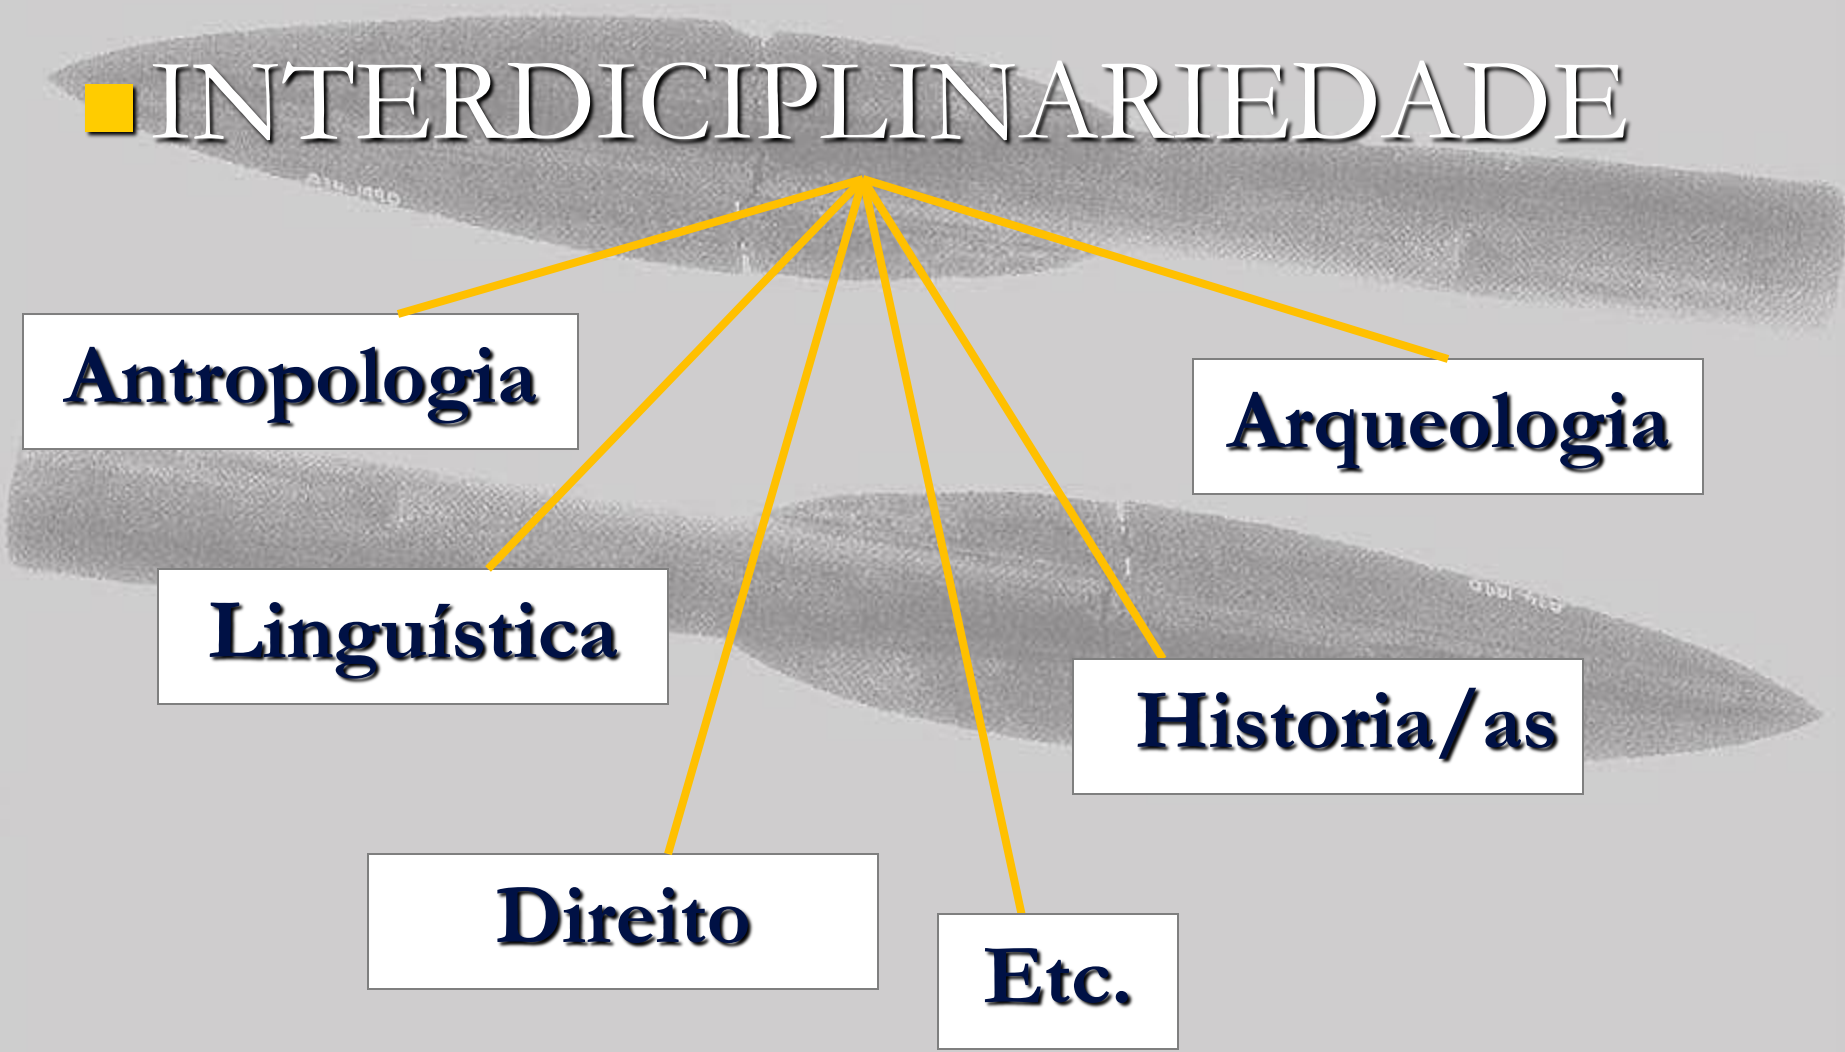 INTERDICIPLINARIEDADE
Antropologia
Arqueologia
Linguística
Historia/as
Direito
Etc.